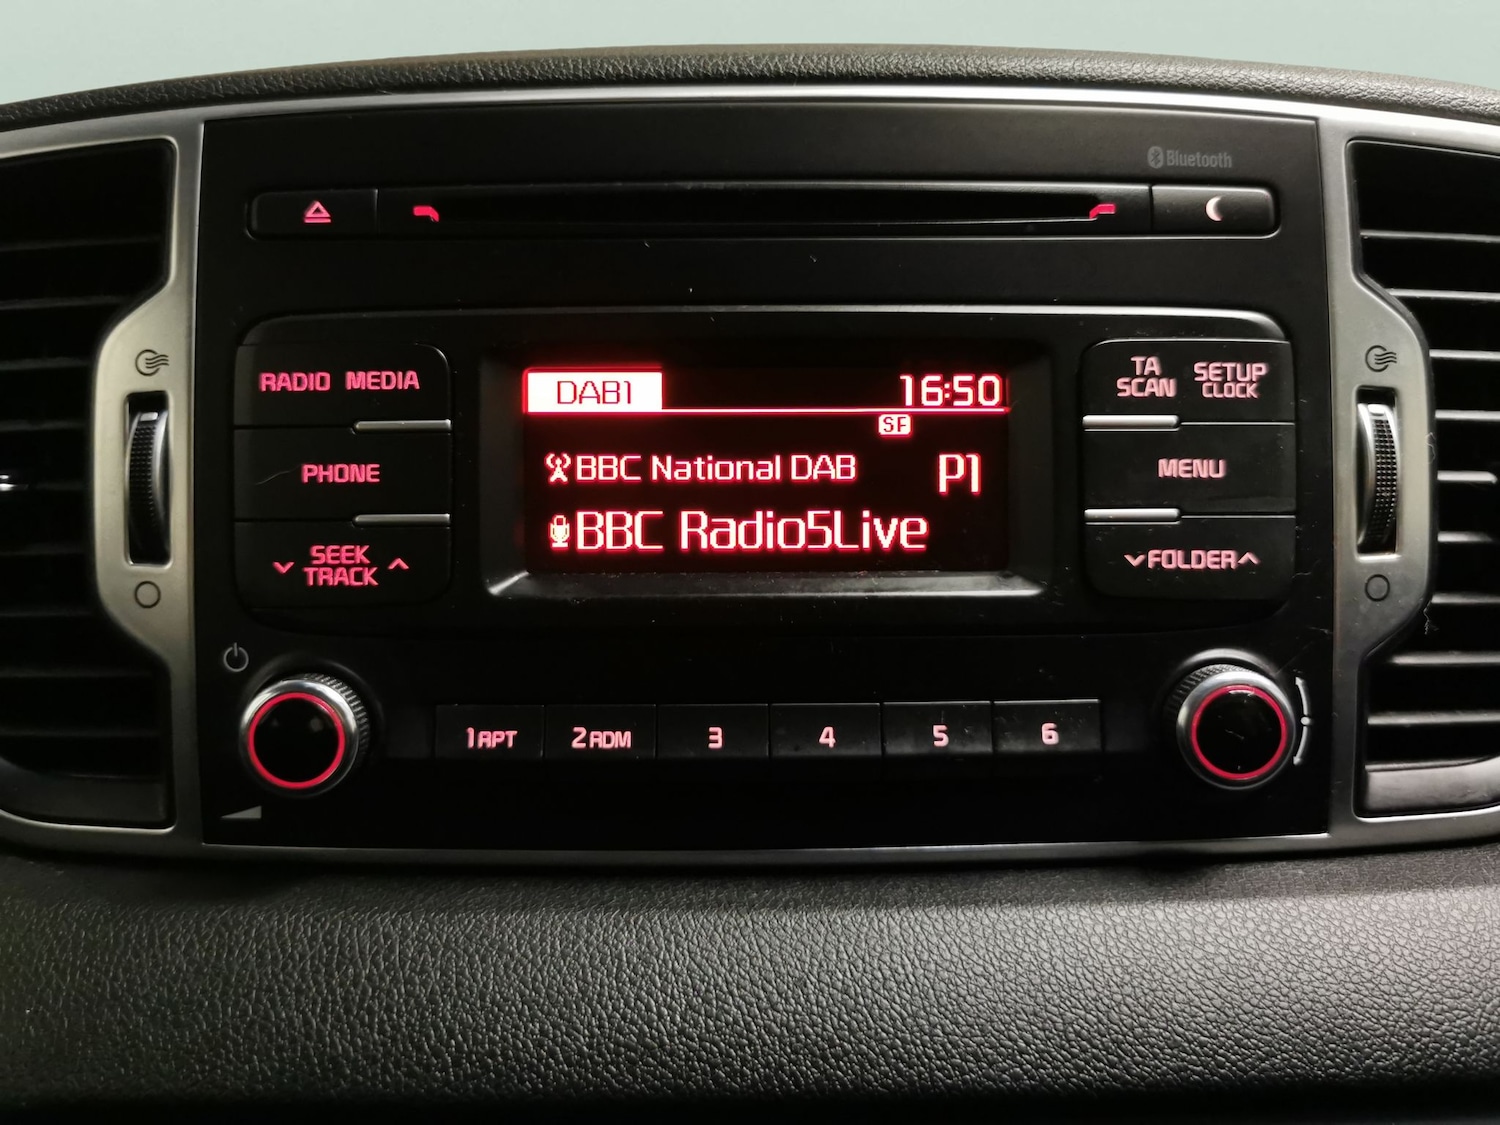 Bluetooth
RADIO MEDIA
PHONE
SEEK
TRACK
DAB1 16:50
SF
BBC National DAB P1
BBC Radio5Live
TA
SCAN
SETUP
CLOCK
MENU
FOLDER
1 RPT 2 RDM 3 4 5 6